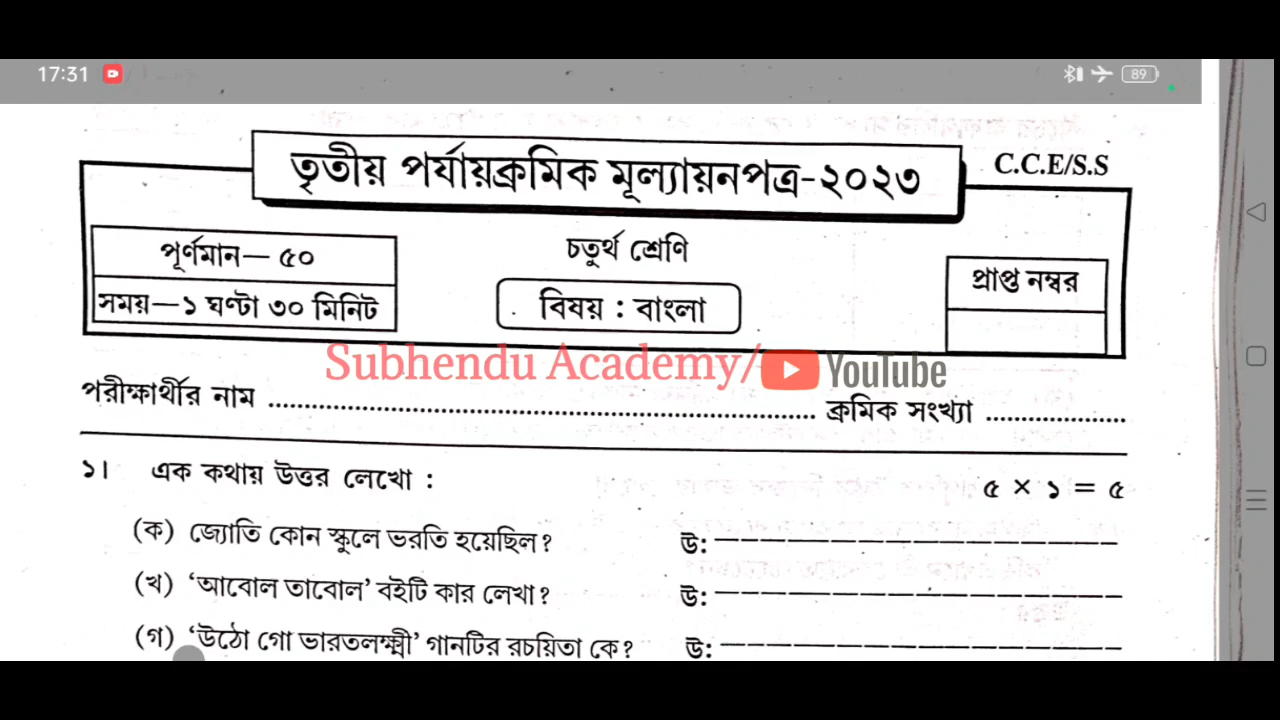 17:31
89
তৃতীয় পর্যায়ক্রমিক মূল্যায়নপত্র-২০২৩
C.C.E/S.S
পূর্ণমান— ৫০
চতুর্থ শ্রেণি
প্রাপ্ত নম্বর
সময়—১ ঘণ্টা ৩০ মিনিট
বিষয় : বাংলা
Subhendu Academy/ YouTube
পরীক্ষার্থীর নাম .......................................................................... ক্রমিক সংখ্যা ...................
১। এক কথায় উত্তর লেখো : ৫ × ১ = ৫
(ক) জ্যোতি কোন স্কুলে ভরতি হয়েছিল? উ: ————————————————
(খ) ‘আবোল তাবোল’ বইটি কার লেখা? উ: ————————————————
(গ) ‘উঠো গো ভারতলক্ষ্মী’ গানটির রচয়িতা কে? উ: ————————————————